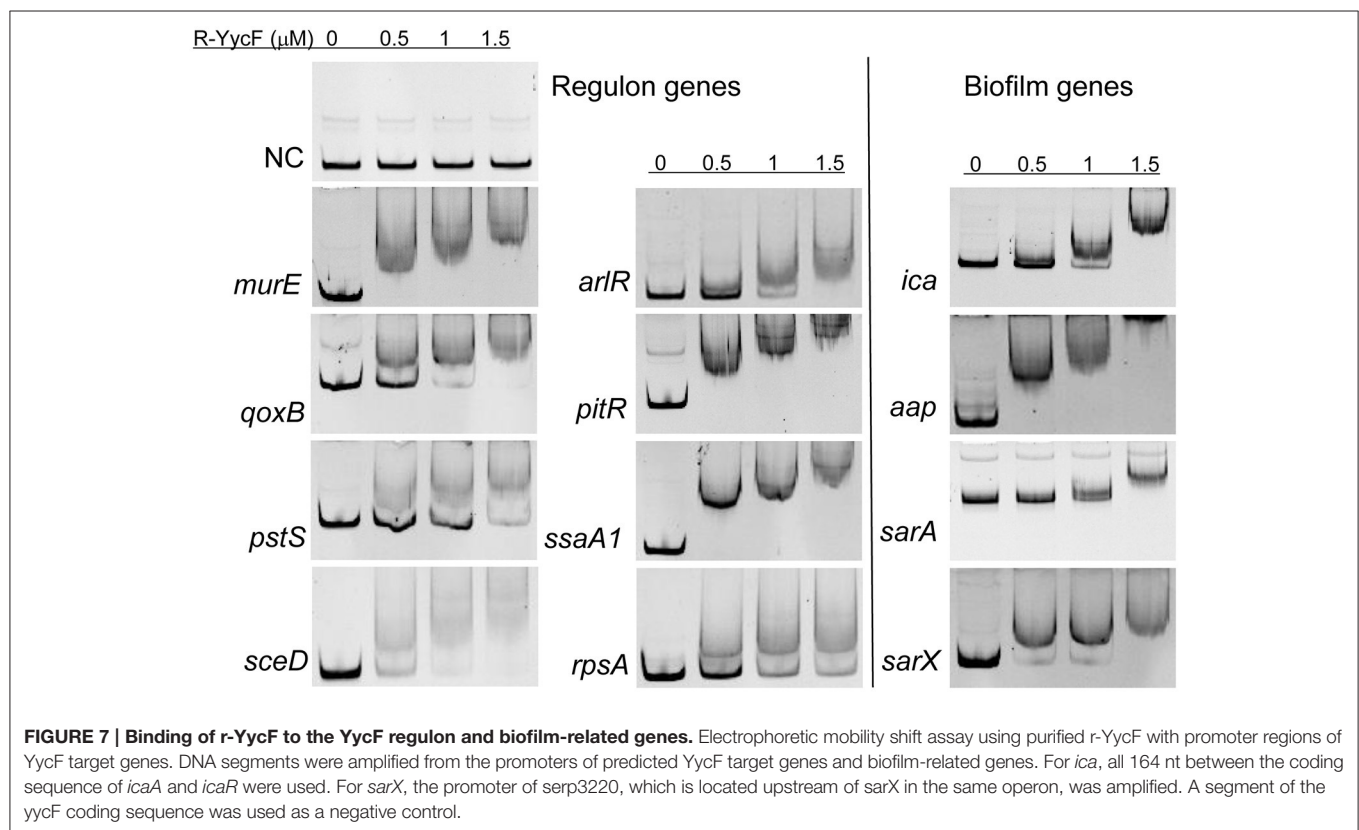 R-YycF (µM) 0 0.5 1 1.5
Regulon genes
Biofilm genes
NC
0 0.5 1 1.5
0 0.5 1 1.5
murE
arlR
ica
qoxB
pitR
aap
pstS
ssaA1
sarA
sceD
rpsA
sarX
FIGURE 7 | Binding of r-YycF to the YycF regulon and biofilm-related genes. Electrophoretic mobility shift assay using purified r-YycF with promoter regions of
YycF target genes. DNA segments were amplified from the promoters of predicted YycF target genes and biofilm-related genes. For ica, all 164 nt between the coding
sequence of icaA and icaR were used. For sarX, the promoter of serp3220, which is located upstream of sarX in the same operon, was amplified. A segment of the
yycF coding sequence was used as a negative control.